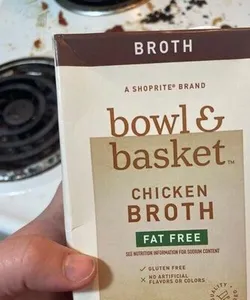 BROTH
A SHOPRITE® BRAND
bowl &
basket™
CHICKEN
BROTH
FAT FREE
SEE NUTRITION INFORMATION FOR SODIUM CONTENT
✓ GLUTEN FREE
✕ NO ARTIFICIAL
FLAVORS OR COLORS